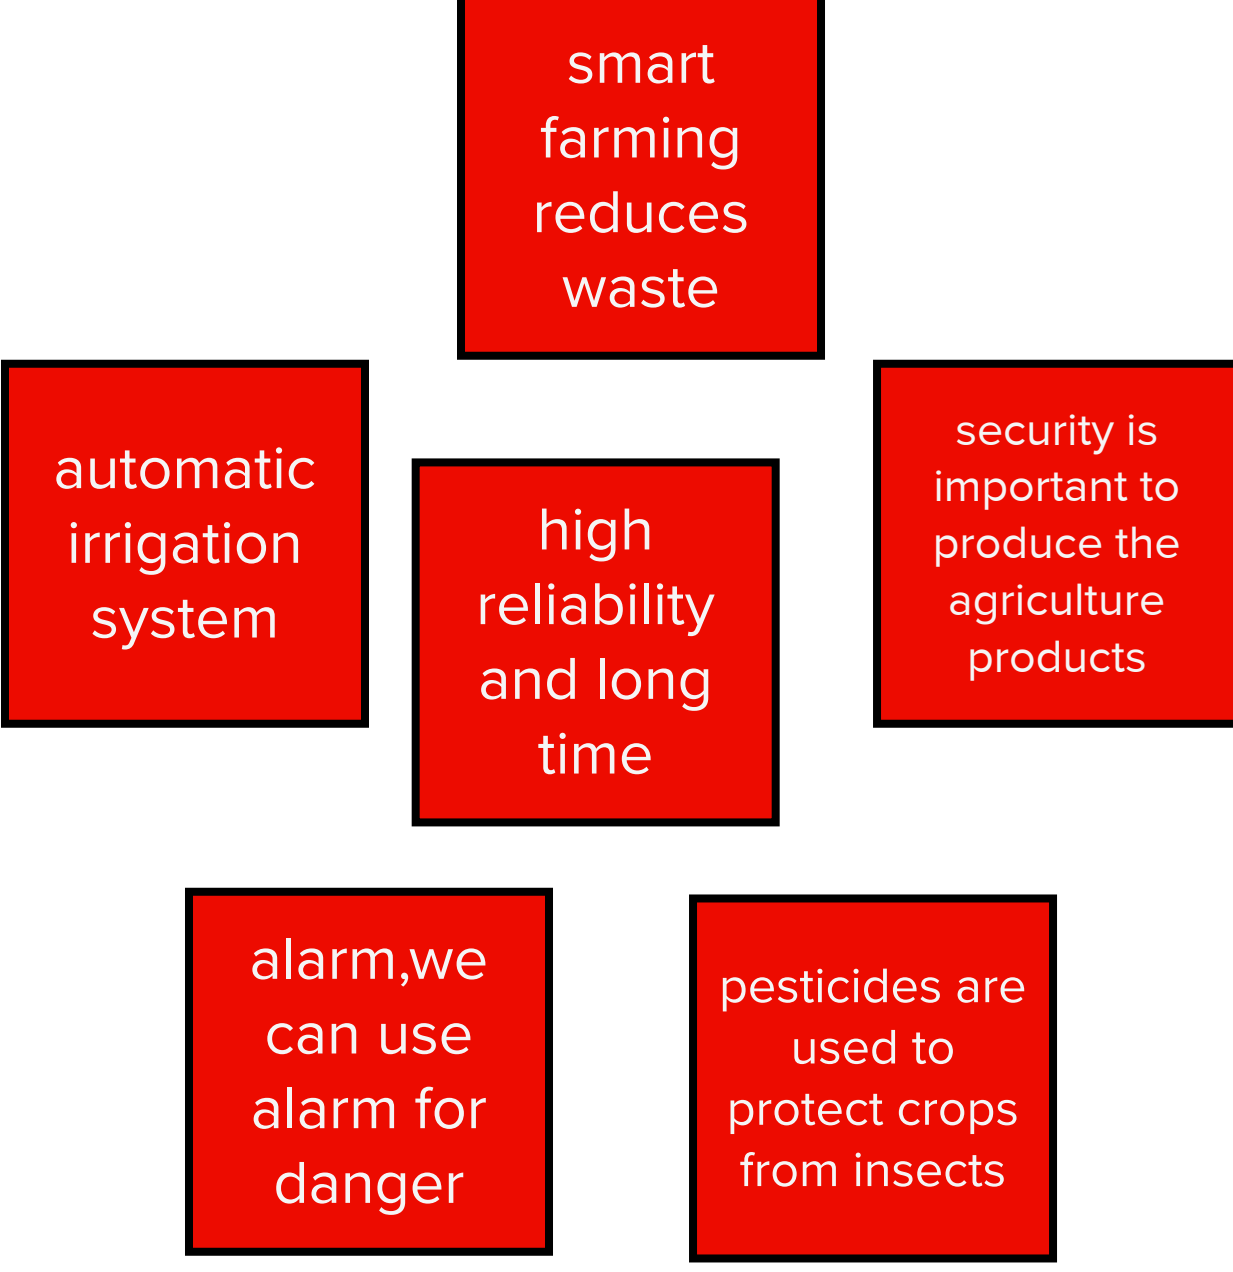 smart
farming
reduces
waste
automatic
irrigation
system
high
reliability
and long
time
security is
important to
produce the
agriculture
products
alarm,we
can use
alarm for
danger
pesticides are
used to
protect crops
from insects